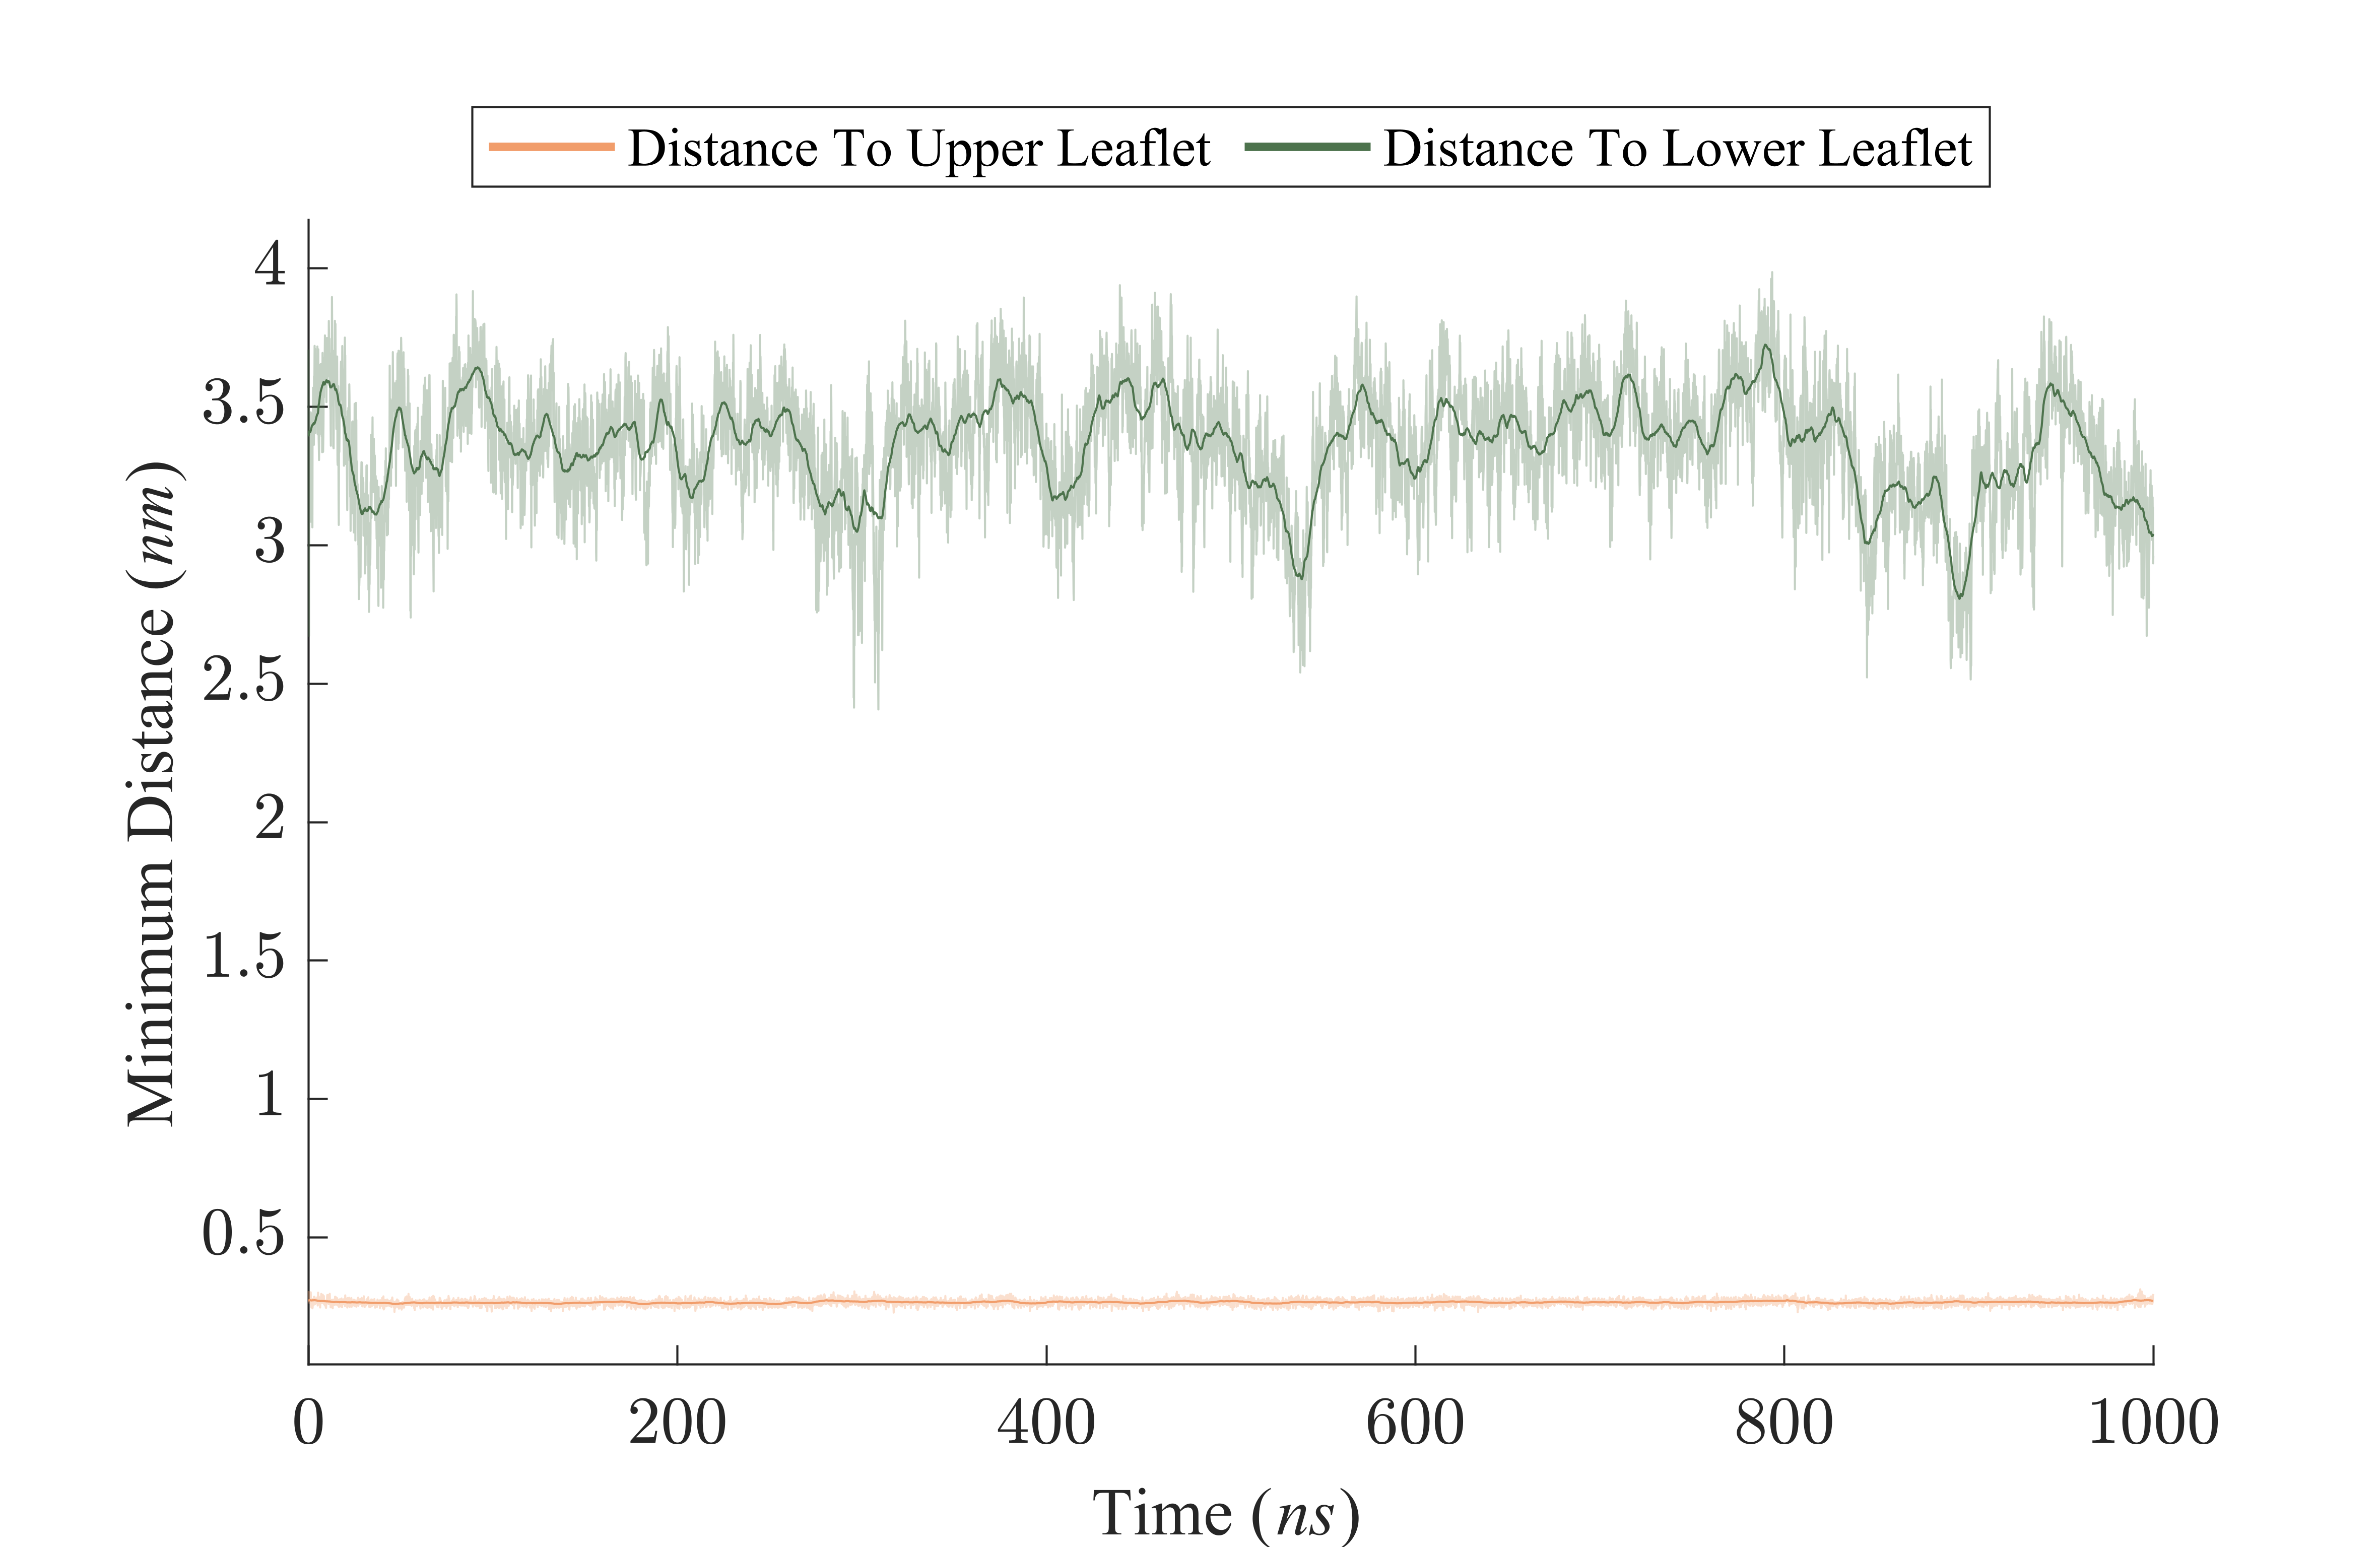 Distance To Upper Leaflet Distance To Lower Leaflet
4
3.5
3
2.5
2
1.5
1
0.5
Minimum Distance (nm)
0 200 400 600 800 1000
Time (ns)